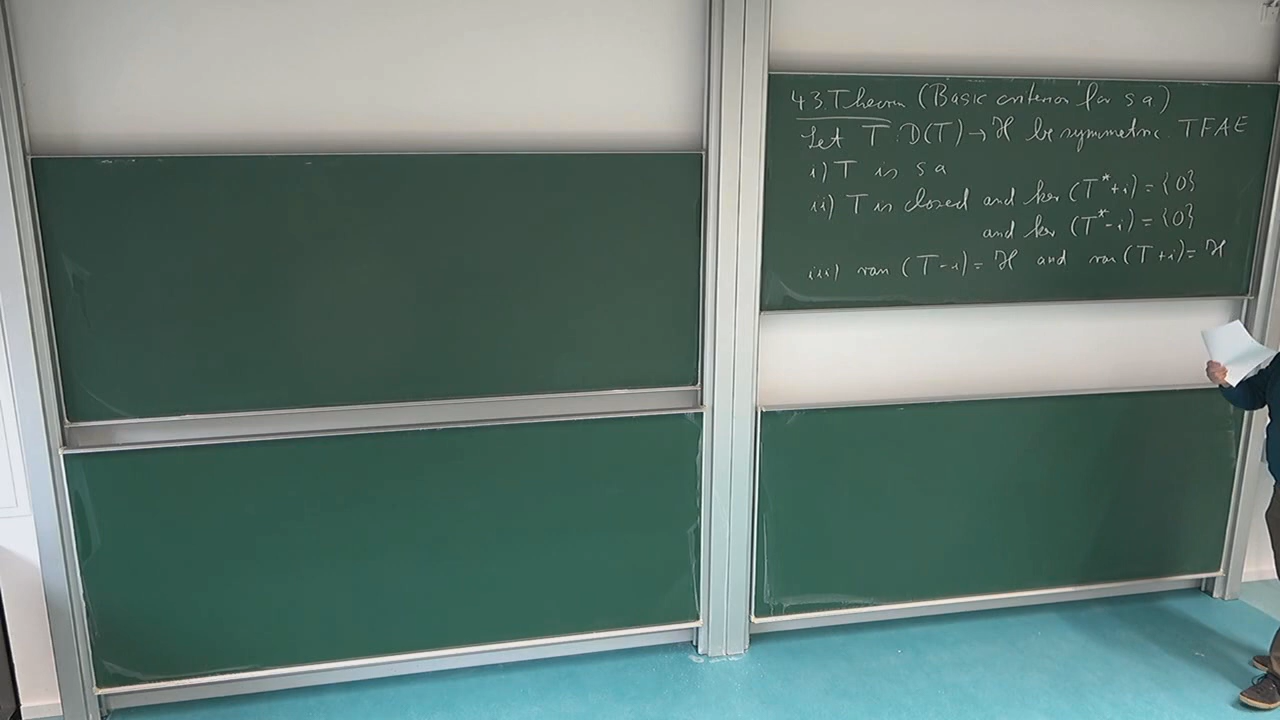 43. Theorem (Basic criterion for s a)
Let T : D(T) → ℋ be symmetric. TFAE
i) T is s a
ii) T is closed and ker (T* + i) = {0}
and ker (T* - i) = {0}
iii) ran (T - i) = ℋ and ran (T + i) = ℋ